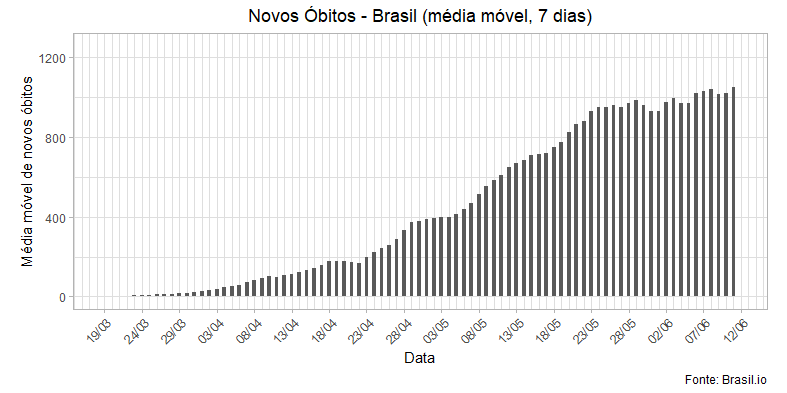 Novos Óbitos - Brasil (média móvel, 7 dias)
Média móvel de novos óbitos
1200
800
400
0
19/03 24/03 29/03 03/04 08/04 13/04 18/04 23/04 28/04 03/05 08/05 13/05 18/05 23/05 28/05 02/06 07/06 12/06
Data
Fonte: Brasil.io